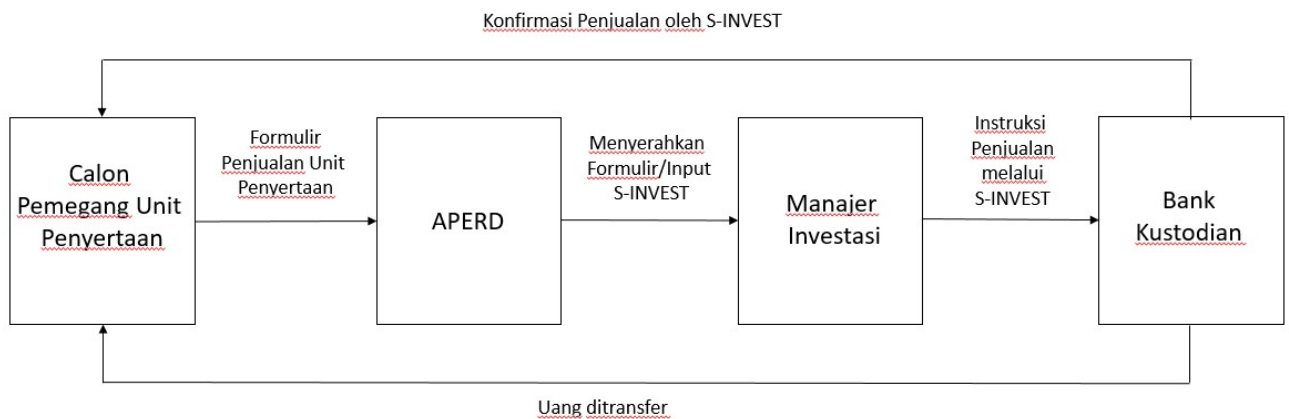 Konfirmasi Penjualan oleh S-INVEST
Calon
Pemegang Unit
Penyertaan
Formulir
Penjualan Unit
Penyertaan
APERD
Menyerahkan
Formulir/Input
S-INVEST
Manajer
Investasi
Instruksi
Penjualan
melalui
S-INVEST
Bank
Kustodian
Uang ditransfer